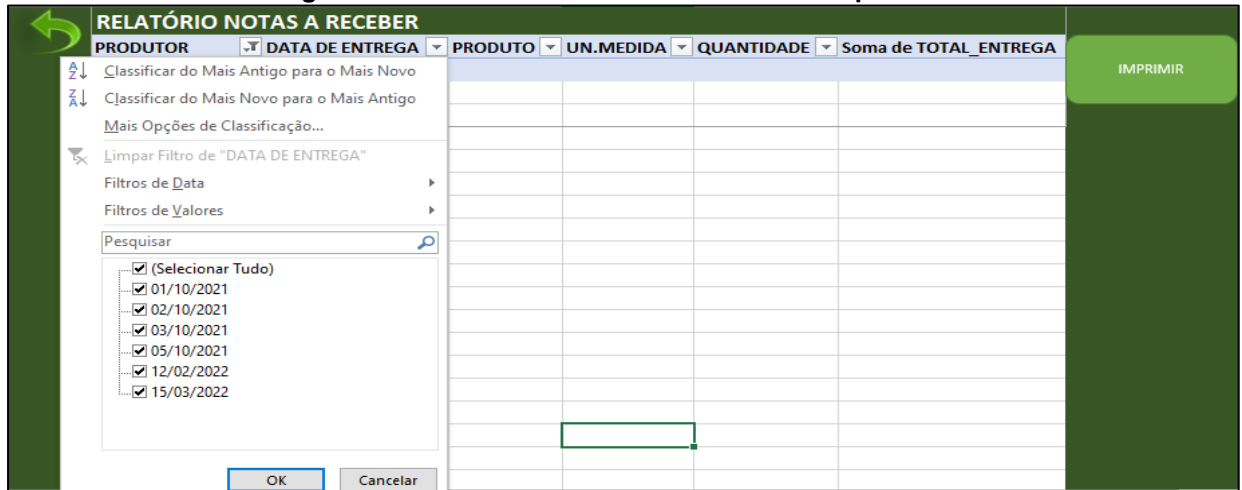 RELATÓRIO NOTAS A RECEBER
PRODUTOR DATA DE ENTREGA PRODUTO UN.MEDIDA QUANTIDADE Soma de TOTAL_ENTREGA
IMPRIMIR
Classificar do Mais Antigo para o Mais Novo
Classificar do Mais Novo para o Mais Antigo
Mais Opções de Classificação...
Limpar Filtro de "DATA DE ENTREGA"
Filtros de Data
Filtros de Valores
Pesquisar
(Selecionar Tudo)
01/10/2021
02/10/2021
03/10/2021
05/10/2021
12/02/2022
15/03/2022
OK Cancelar